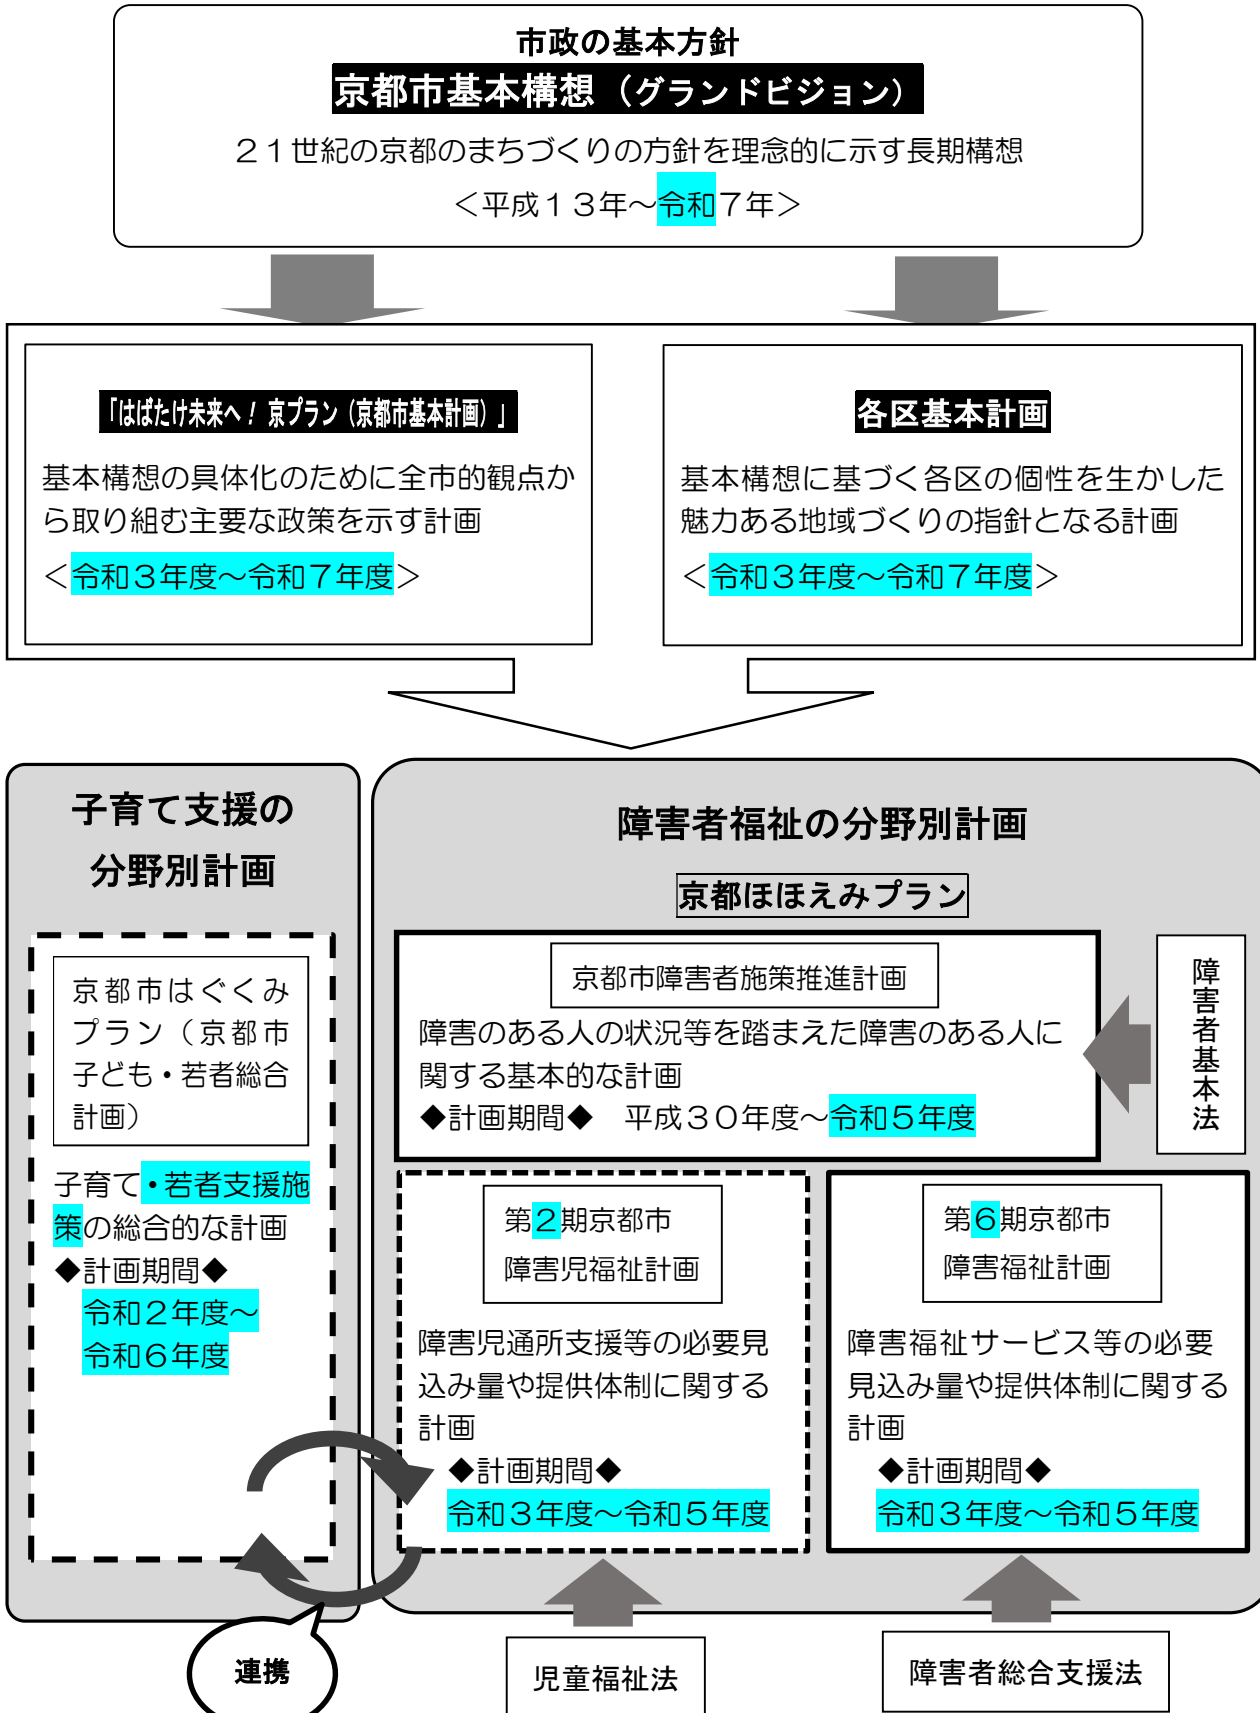 市政の基本方針
京都市基本構想（グランドビジョン）
２１世紀の京都のまちづくりの方針を理念的に示す長期構想
＜平成１３年～令和７年＞
「はばたけ未来へ！ 京プラン（京都市基本計画）」
基本構想の具体化のために全市的観点か
ら取り組む主要な政策を示す計画
＜令和３年度～令和７年度＞
各区基本計画
基本構想に基づく各区の個性を生かした
魅力ある地域づくりの指針となる計画
＜令和３年度～令和７年度＞
子育て支援の
分野別計画
京都市はぐくみ
プラン（京都市
子ども・若者総合
計画）
子育て・若者支援施
策の総合的な計画
◆計画期間◆
令和２年度～
令和６年度
障害者福祉の分野別計画
京都ほほえみプラン
京都市障害者施策推進計画
障害のある人の状況等を踏まえた障害のある人に
関する基本的な計画
◆計画期間◆　平成３０年度～令和５年度
障害者基本法
第２期京都市
障害児福祉計画
障害児通所支援等の必要見
込み量や提供体制に関する
計画
◆計画期間◆
令和３年度～令和５年度
第６期京都市
障害福祉計画
障害福祉サービス等の必要
見込み量や提供体制に関する
計画
◆計画期間◆
令和３年度～令和５年度
連携
児童福祉法
障害者総合支援法